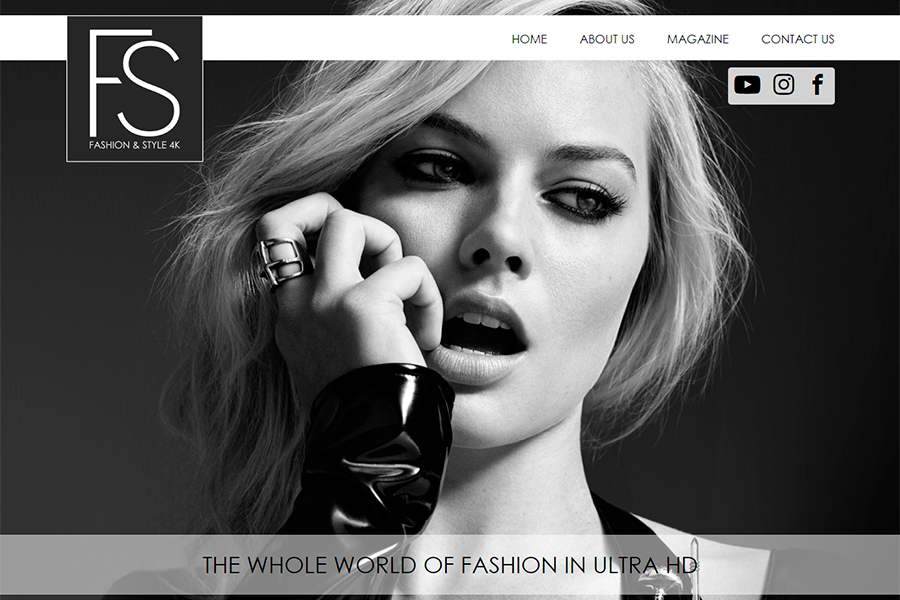 HOME ABOUT US MAGAZINE CONTACT US
FS
FASHION & STYLE 4K
THE WHOLE WORLD OF FASHION IN ULTRA HD